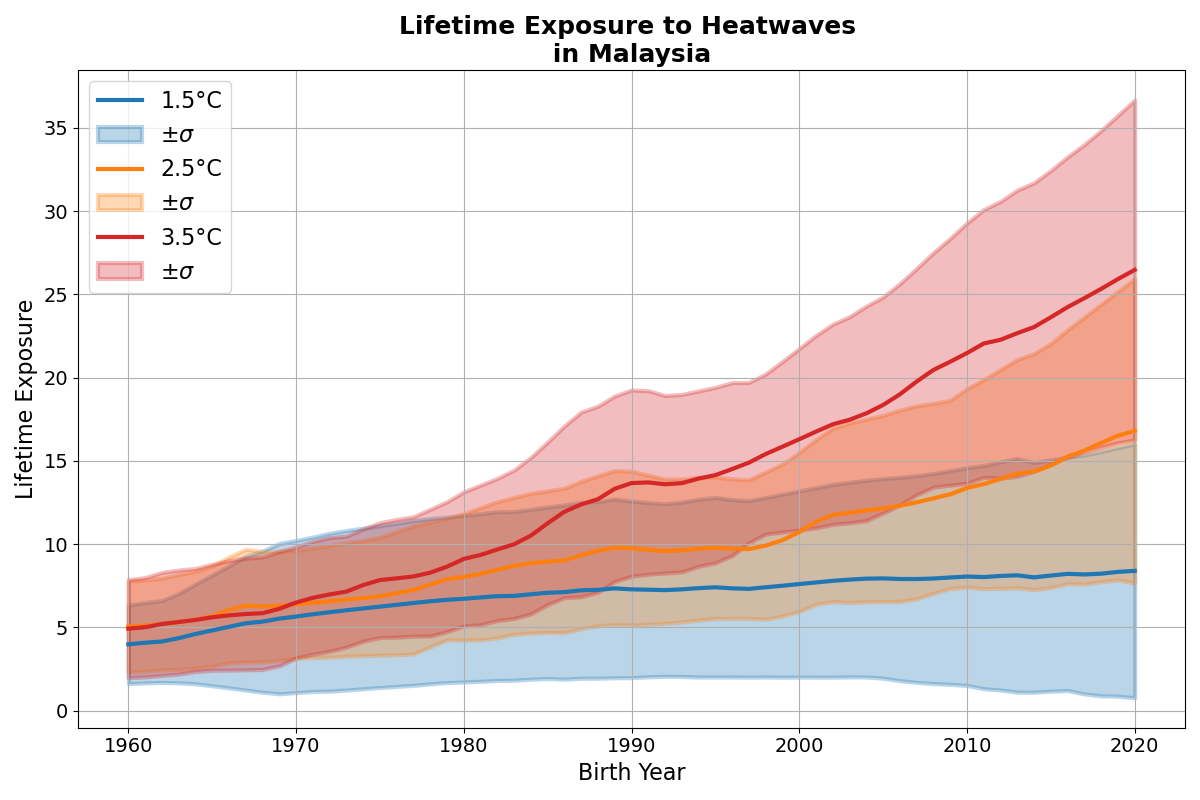 Lifetime Exposure to Heatwaves
in Malaysia
1.5°C
±σ
2.5°C
±σ
3.5°C
±σ
Lifetime Exposure
35
30
25
20
15
10
5
0
1960 1970 1980 1990 2000 2010 2020
Birth Year